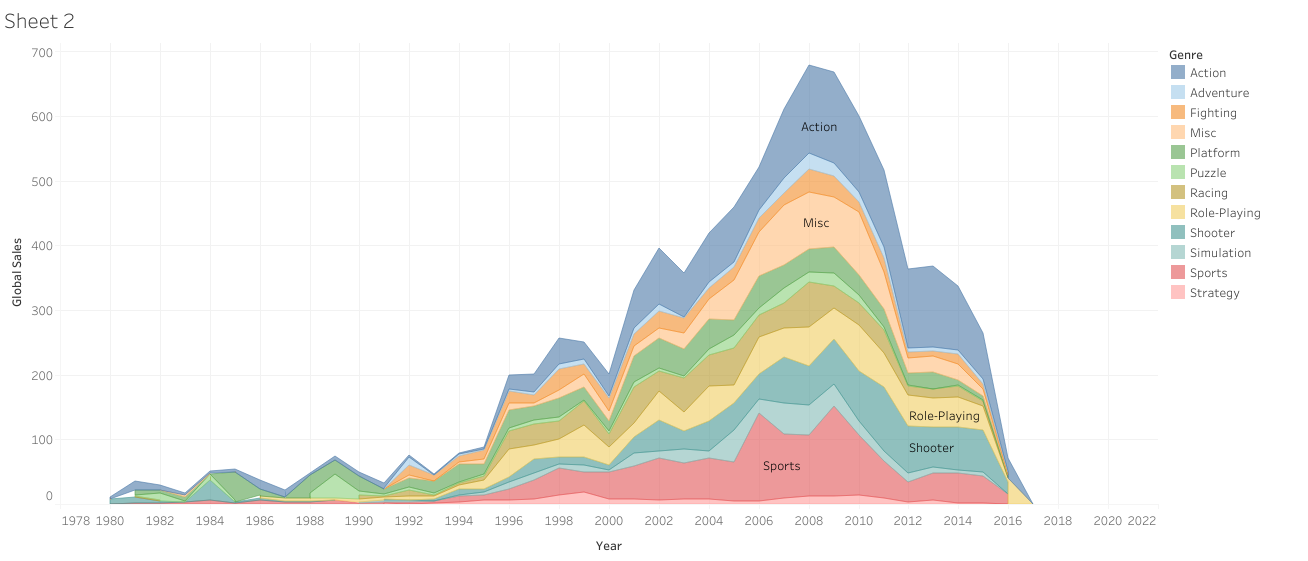 Sheet 2
700
600
500
400
300
200
100
0
Global Sales
Action
Misc
Role-Playing
Shooter
Sports
1978 1980 1982 1984 1986 1988 1990 1992 1994 1996 1998 2000 2002 2004 2006 2008 2010 2012 2014 2016 2018 2020 2022
Year
Genre
Action
Adventure
Fighting
Misc
Platform
Puzzle
Racing
Role-Playing
Shooter
Simulation
Sports
Strategy